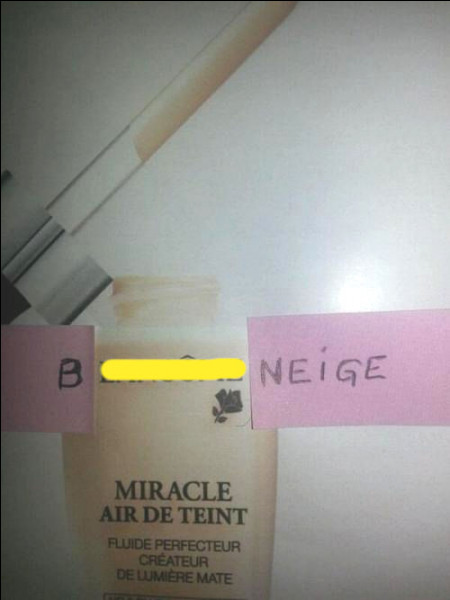 B NEiGE
MIRACLE
AIR DE TEINT
FLUIDE PERFECTEUR
CRÉATEUR
DE LUMIÈRE MATE